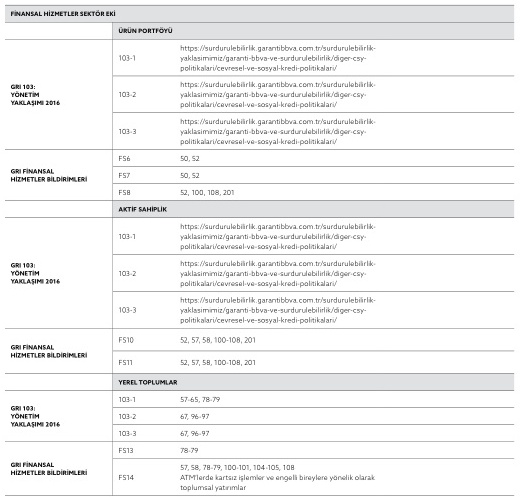 FİNANSAL HİZMETLER SEKTÖR EKİ
ÜRÜN PORTFÖYÜ
GRI 103:
YÖNETİM
YAKLAŞIMI 2016
103-1
https://surdurulebilirlik.garantibbva.com.tr/surdurulebilirlik-
yaklasimimiz/garanti-bbva-ve-surdurulebilirlik/diger-csy-
politikalari/cevresel-ve-sosyal-kredi-politikalari/
103-2
https://surdurulebilirlik.garantibbva.com.tr/surdurulebilirlik-
yaklasimimiz/garanti-bbva-ve-surdurulebilirlik/diger-csy-
politikalari/cevresel-ve-sosyal-kredi-politikalari/
103-3
https://surdurulebilirlik.garantibbva.com.tr/surdurulebilirlik-
yaklasimimiz/garanti-bbva-ve-surdurulebilirlik/diger-csy-
politikalari/cevresel-ve-sosyal-kredi-politikalari/
GRI FİNANSAL
HİZMETLER BİLDİRİMLERİ
FS6 50, 52
FS7 50, 52
FS8 52, 100, 108, 201
AKTİF SAHİPLİK
GRI 103:
YÖNETİM
YAKLAŞIMI 2016
103-1
https://surdurulebilirlik.garantibbva.com.tr/surdurulebilirlik-
yaklasimimiz/garanti-bbva-ve-surdurulebilirlik/diger-csy-
politikalari/cevresel-ve-sosyal-kredi-politikalari/
103-2
https://surdurulebilirlik.garantibbva.com.tr/surdurulebilirlik-
yaklasimimiz/garanti-bbva-ve-surdurulebilirlik/diger-csy-
politikalari/cevresel-ve-sosyal-kredi-politikalari/
103-3
https://surdurulebilirlik.garantibbva.com.tr/surdurulebilirlik-
yaklasimimiz/garanti-bbva-ve-surdurulebilirlik/diger-csy-
politikalari/cevresel-ve-sosyal-kredi-politikalari/
GRI FİNANSAL
HİZMETLER BİLDİRİMLERİ
FS10 52, 57, 58, 100-108, 201
FS11 52, 57, 58, 100-108, 201
YEREL TOPLUMLAR
GRI 103:
YÖNETİM
YAKLAŞIMI 2016
103-1 57-65, 78-79
103-2 67, 96-97
103-3 67, 96-97
GRI FİNANSAL
HİZMETLER BİLDİRİMLERİ
FS13 78-79
FS14
57, 58, 78-79, 100-101, 104-105, 108
ATM'lerde kartsız işlemler ve engelli bireylere yönelik olarak
toplumsal yatırımlar